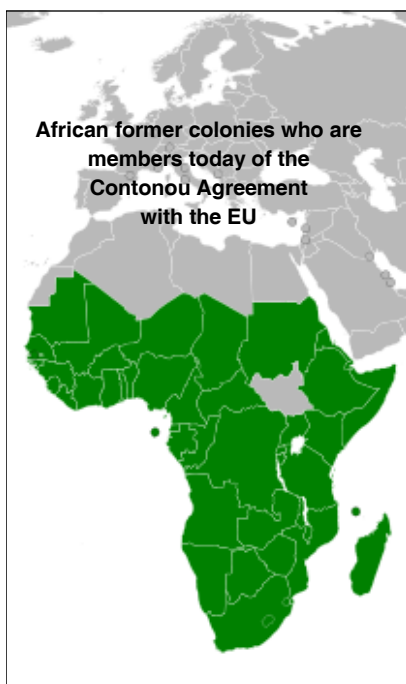 African former colonies who are
members today of the
Contonou Agreement
with the EU